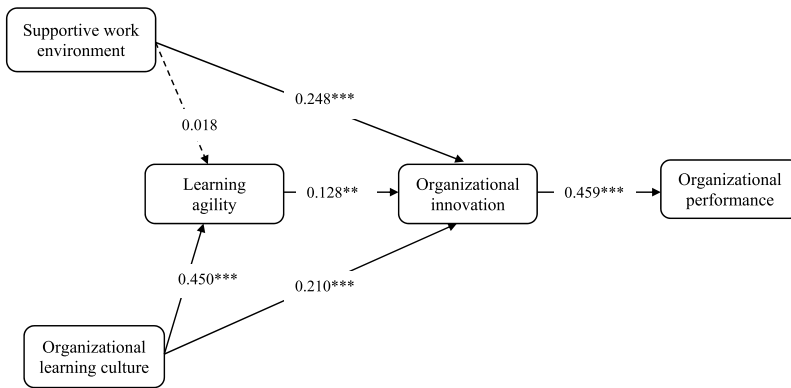 Supportive work
environment
0.248***
0.018
Learning
agility
0.128**
Organizational
innovation
0.459***
Organizational
performance
0.450***
0.210***
Organizational
learning culture